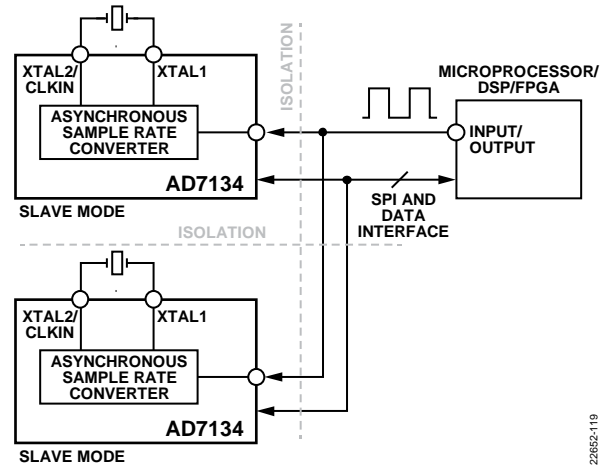 XTAL2/
CLKIN
XTAL1
ASYNCHRONOUS
SAMPLE RATE
CONVERTER
AD7134
SLAVE MODE
ISOLATION
MICROPROCESSOR/
DSP/FPGA
INPUT/
OUTPUT
SPI AND
DATA
INTERFACE
ISOLATION
XTAL2/
CLKIN
XTAL1
ASYNCHRONOUS
SAMPLE RATE
CONVERTER
AD7134
SLAVE MODE
22652-119